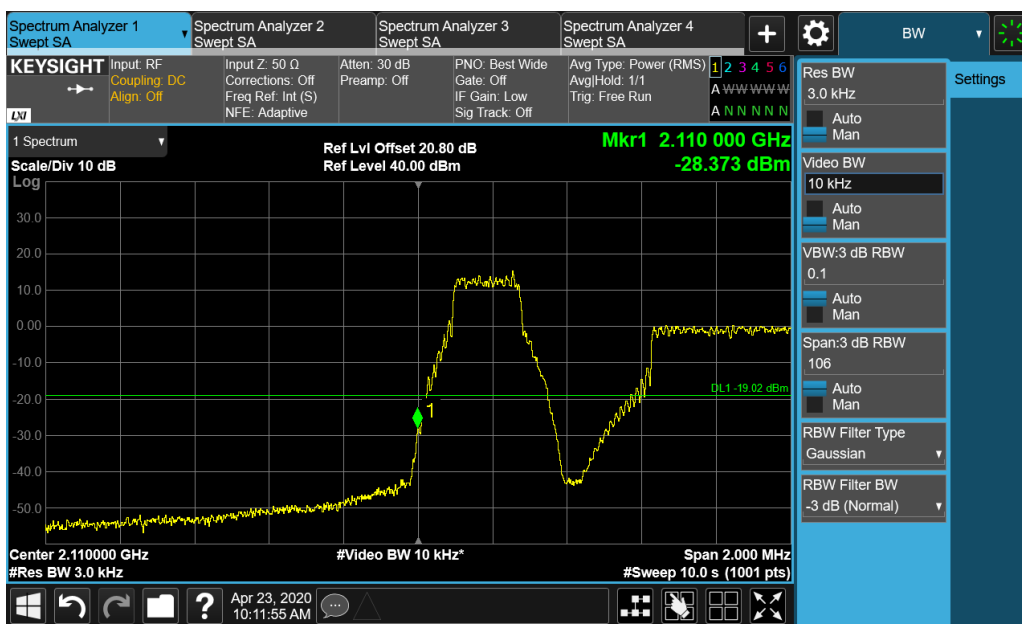 Spectrum Analyzer 1
Swept SA
Spectrum Analyzer 2
Swept SA
Spectrum Analyzer 3
Swept SA
Spectrum Analyzer 4
Swept SA
BW
KEYSIGHT
LXI
Input: RF
Coupling: DC
Align: Off
Input Z: 50 Ω
Corrections: Off
Freq Ref: Int (S)
NFE: Adaptive
Atten: 30 dB
Preamp: Off
PNO: Best Wide
Gate: Off
IF Gain: Low
Sig Track: Off
Avg Type: Power (RMS)
Avg|Hold: 1/1
Trig: Free Run
1 2 3 4 5 6
A W W W W W
A N N N N N
1 Spectrum
Scale/Div 10 dB
Ref Lvl Offset 20.80 dB
Ref Level 40.00 dBm
Mkr1 2.110 000 GHz
-28.373 dBm
Log
30.0
20.0
10.0
0.00
-10.0
-20.0
-30.0
-40.0
-50.0
DL1 -19.02 dBm
1
Center 2.110000 GHz
#Res BW 3.0 kHz
#Video BW 10 kHz*
Span 2.000 MHz
#Sweep 10.0 s (1001 pts)
Res BW
3.0 kHz
Auto
Man
Video BW
10 kHz
Auto
Man
VBW:3 dB RBW
0.1
Auto
Man
Span:3 dB RBW
106
Auto
Man
RBW Filter Type
Gaussian
RBW Filter BW
-3 dB (Normal)
Settings
?
Apr 23, 2020
10:11:55 AM